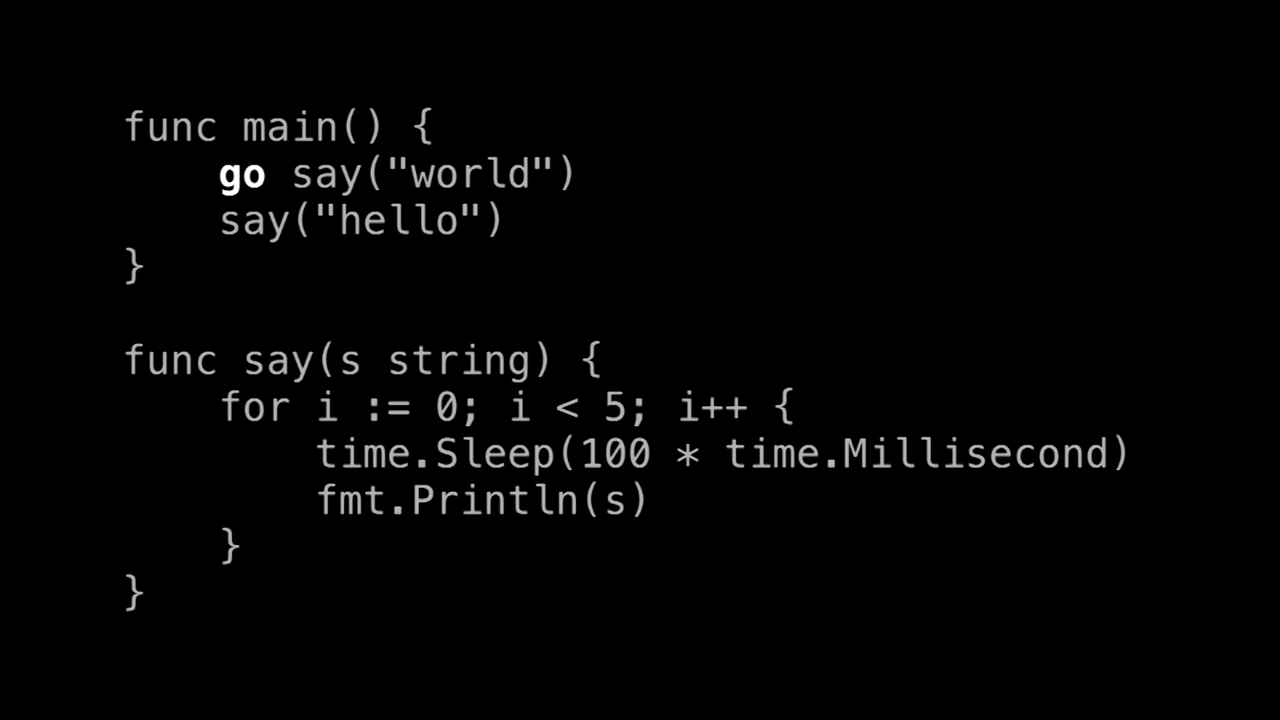 func main() {
    go say("world")
    say("hello")
}

func say(s string) {
    for i := 0; i < 5; i++ {
        time.Sleep(100 * time.Millisecond)
        fmt.Println(s)
    }
}